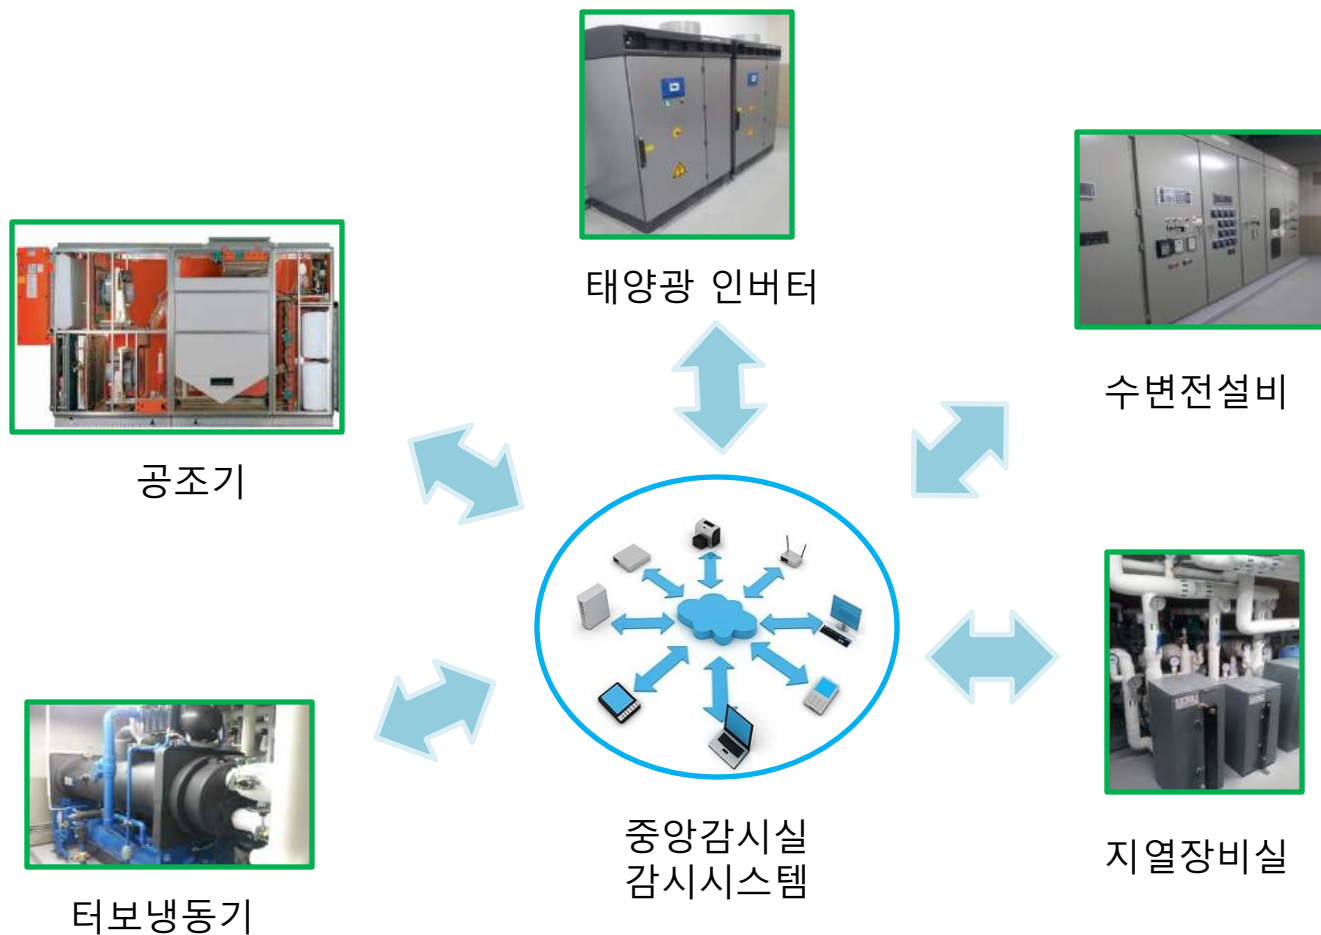 태양광 인버터
수변전설비
공조기
중앙감시실
감시시스템
지열장비실
터보냉동기